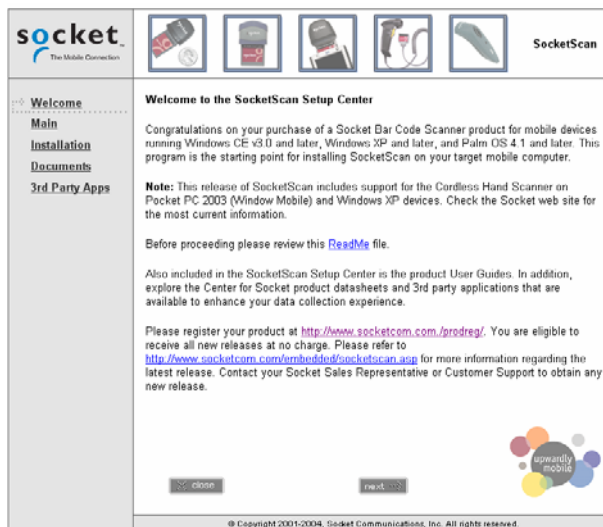 socket
The Mobile Connection
SocketScan
Welcome
Main
Installation
Documents
3rd Party Apps
Welcome to the SocketScan Setup Center
Congratulations on your purchase of a Socket Bar Code Scanner product for mobile devices
running Windows CE v3.0 and later, Windows XP and later, and Palm OS 4.1 and later. This
program is the starting point for installing SocketScan on your target mobile computer.
Note: This release of SocketScan includes support for the Cordless Hand Scanner on
Pocket PC 2003 (Window Mobile) and Windows XP devices. Check the Socket web site for
the most current information.
Before proceeding please review this ReadMe file.
Also included in the SocketScan Setup Center is the product User Guides. In addition,
explore the Center for Socket product datasheets and 3rd party applications that are
available to enhance your data collection experience.
Please register your product at http://www.socketcom.com./prodreg/. You are eligible to
receive all new releases at no charge. Please refer to
http://www.socketcom.com/embedded/socketscan.asp for more information regarding the
latest release. Contact your Socket Sales Representative or Customer Support to obtain any
new release.
upwardly
mobile
close
next
© Copyright 2001-2004, Socket Communications, Inc. All rights reserved.